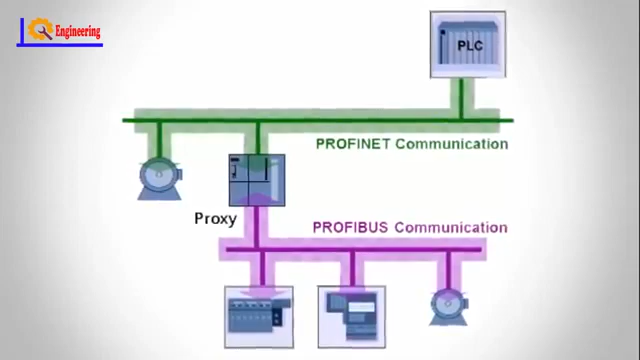 Engineering
PLC
PROFINET Communication
Proxy
PROFIBUS Communication